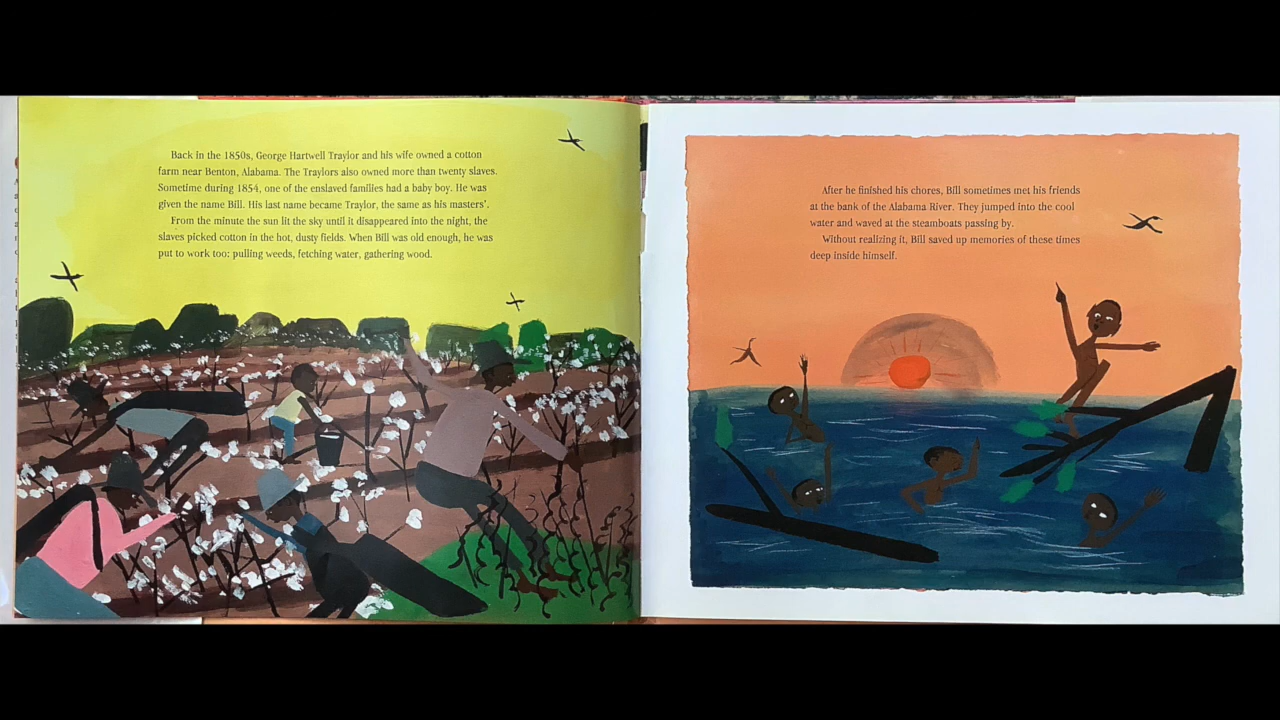 Back in the 1850s, George Hartwell Traylor and his wife owned a cotton
farm near Benton, Alabama. The Traylors also owned more than twenty slaves.
Sometime during 1854, one of the enslaved families had a baby boy. He was
given the name Bill. His last name became Traylor, the same as his masters'.
From the minute the sun lit the sky until it disappeared into the night, the
slaves picked cotton in the hot, dusty fields. When Bill was old enough, he was
put to work too: pulling weeds, fetching water, gathering wood.
After he finished his chores, Bill sometimes met his friends
at the bank of the Alabama River. They jumped into the cool
water and waved at the steamboats passing by.
Without realizing it, Bill saved up memories of these times
deep inside himself.